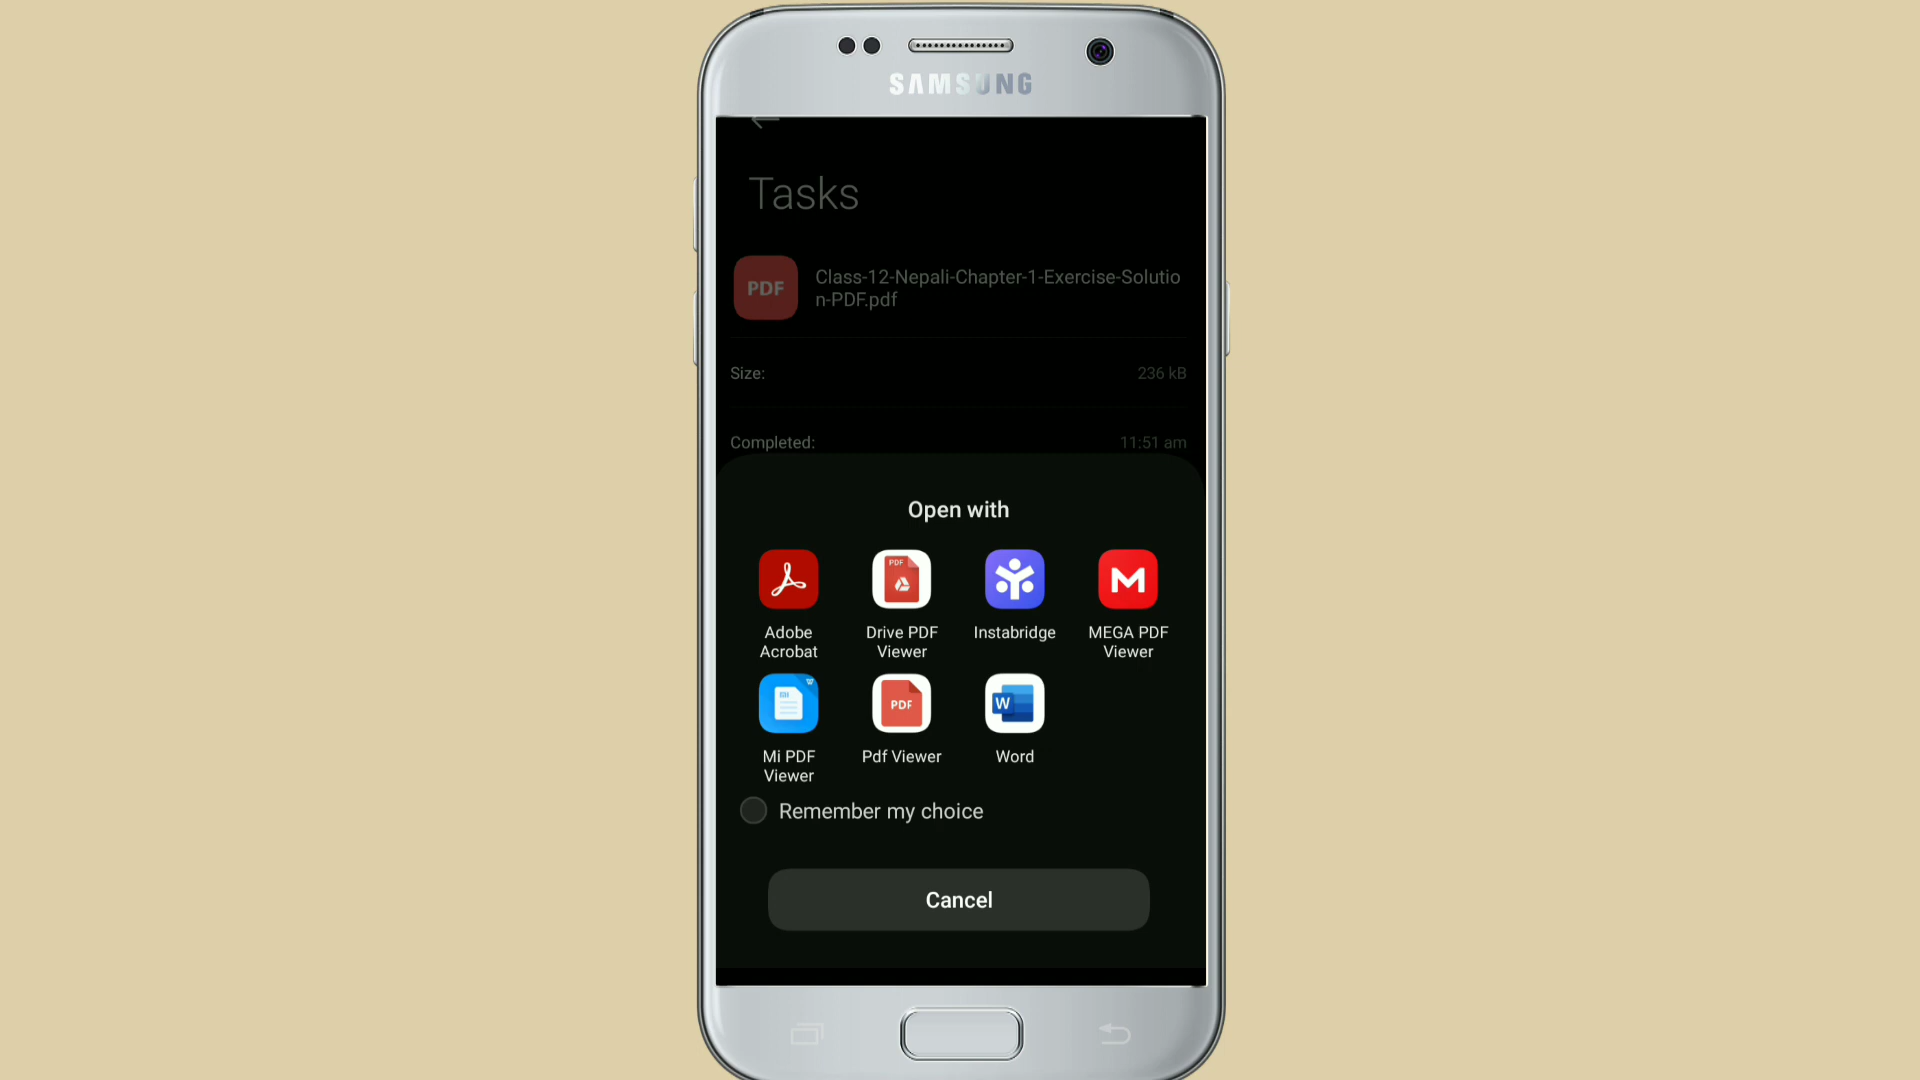 SAMSUNG
Tasks
PDF
Class-12-Nepali-Chapter-1-Exercise-Solutio
n-PDF.pdf
Size:
236 kB
Completed:
11:51 am
Open with
PDF
Adobe
Acrobat
Drive PDF
Viewer
Instabridge
MEGA PDF
Viewer
M
W
PDF
W
Mi PDF
Viewer
Pdf Viewer
Word
Remember my choice
Cancel